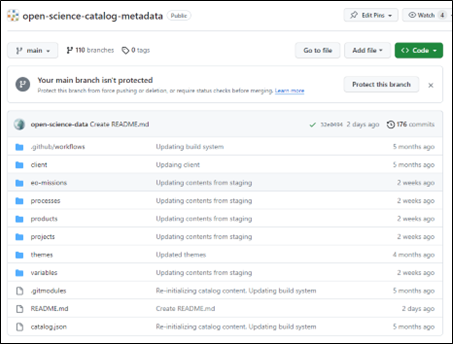 open-science-catalog-metadata Public Edit Pins Watch 4
main 110 branches 0 tags Go to file Add file Code
Your main branch isn't protected
Protect this branch from force pushing or deletion, or require status checks before merging. Learn more
Protect this branch
open-science-data Create README.md 2 days ago 176 commits
.github/workflows Updating build system 5 months ago
client Updaing client 5 months ago
eo-missions Updating contents from staging 2 weeks ago
processes Updating contents from staging 2 weeks ago
products Updating contents from staging 2 weeks ago
projects Updating contents from staging 2 weeks ago
themes Updated themes 4 months ago
variables Updating contents from staging 2 weeks ago
.gitmodules Re-initializing catalog content. Updating build system 5 months ago
README.md Create README.md 2 days ago
catalog.json Re-initializing catalog content. Updating build system 5 months ago